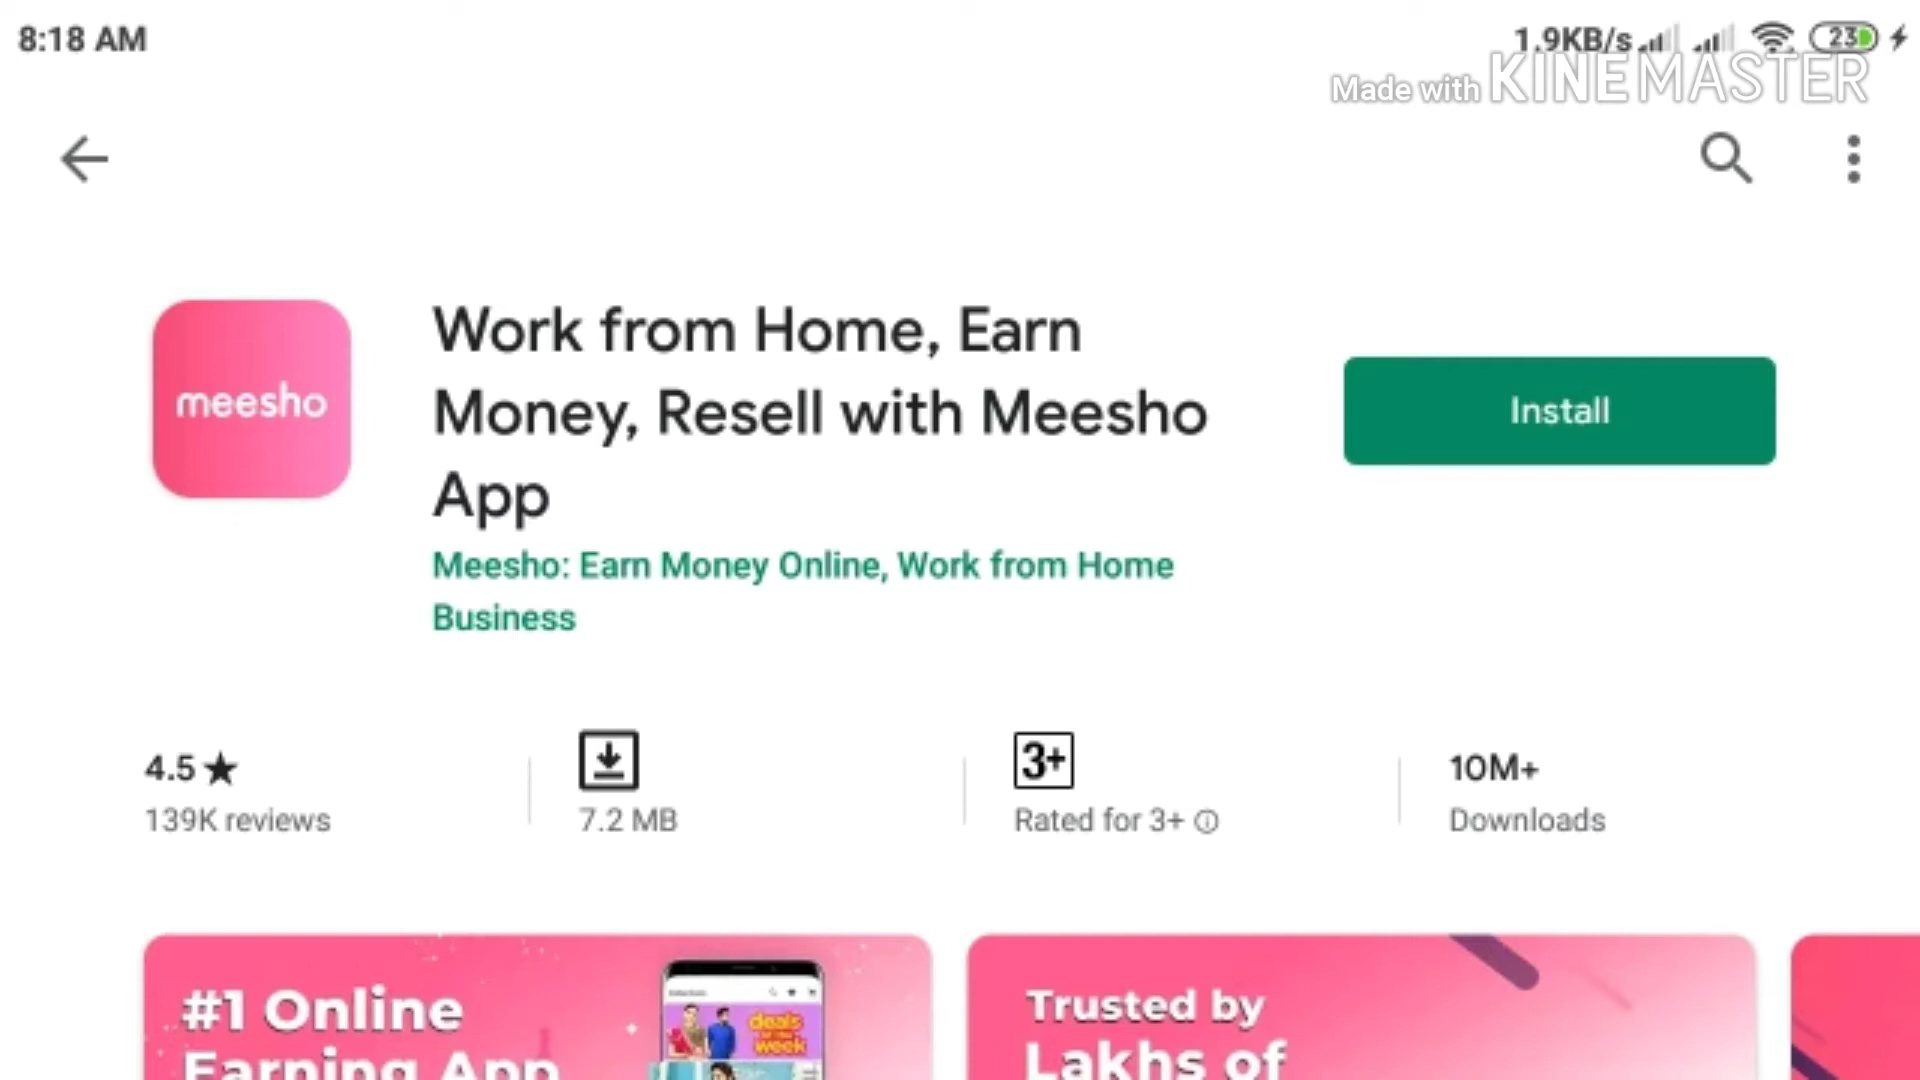 8:18 AM
1.9KB/s
23
Made with KINEMASTER
meesho
Work from Home, Earn
Money, Resell with Meesho
App
Install
Meesho: Earn Money Online, Work from Home
Business
4.5★
139K reviews
7.2 MB
3+
Rated for 3+
10M+
Downloads
#1 Online
Earning App
deals
week
Trusted by
Lakhs of